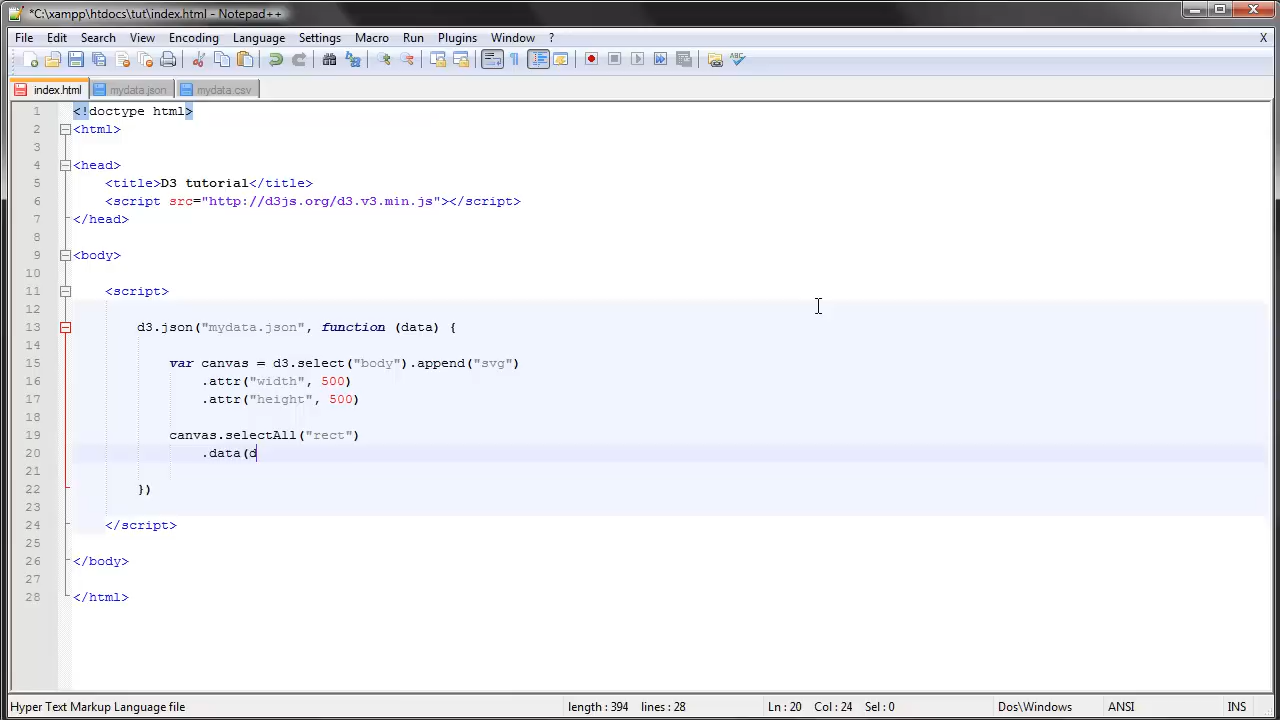 *C:\xampp\htdocs\tut\index.html - Notepad++
File Edit Search View Encoding Language Settings Macro Run Plugins Window ? X
index.html mydata.json mydata.csv
1 <!doctype html>
2 <html>
3
4 <head>
5 <title>D3 tutorial</title>
6 <script src="http://d3js.org/d3.v3.min.js"></script>
7 </head>
8
9 <body>
10
11 <script>
12
13 d3.json("mydata.json", function (data) {
14
15 var canvas = d3.select("body").append("svg")
16 .attr("width", 500)
17 .attr("height", 500)
18
19 canvas.selectAll("rect")
20 .data(d
21
22 })
23
24 </script>
25
26 </body>
27
28 </html>
Hyper Text Markup Language file length : 394 lines : 28 Ln : 20 Col : 24 Sel : 0 Dos\Windows ANSI INS